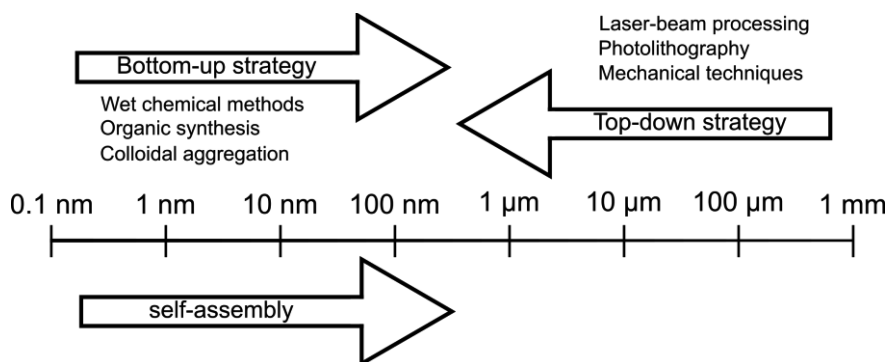 Laser-beam processing
Photolithography
Mechanical techniques
Bottom-up strategy
Wet chemical methods
Organic synthesis
Colloidal aggregation
Top-down strategy
0.1 nm 1 nm 10 nm 100 nm 1 µm 10 µm 100 µm 1 mm
self-assembly